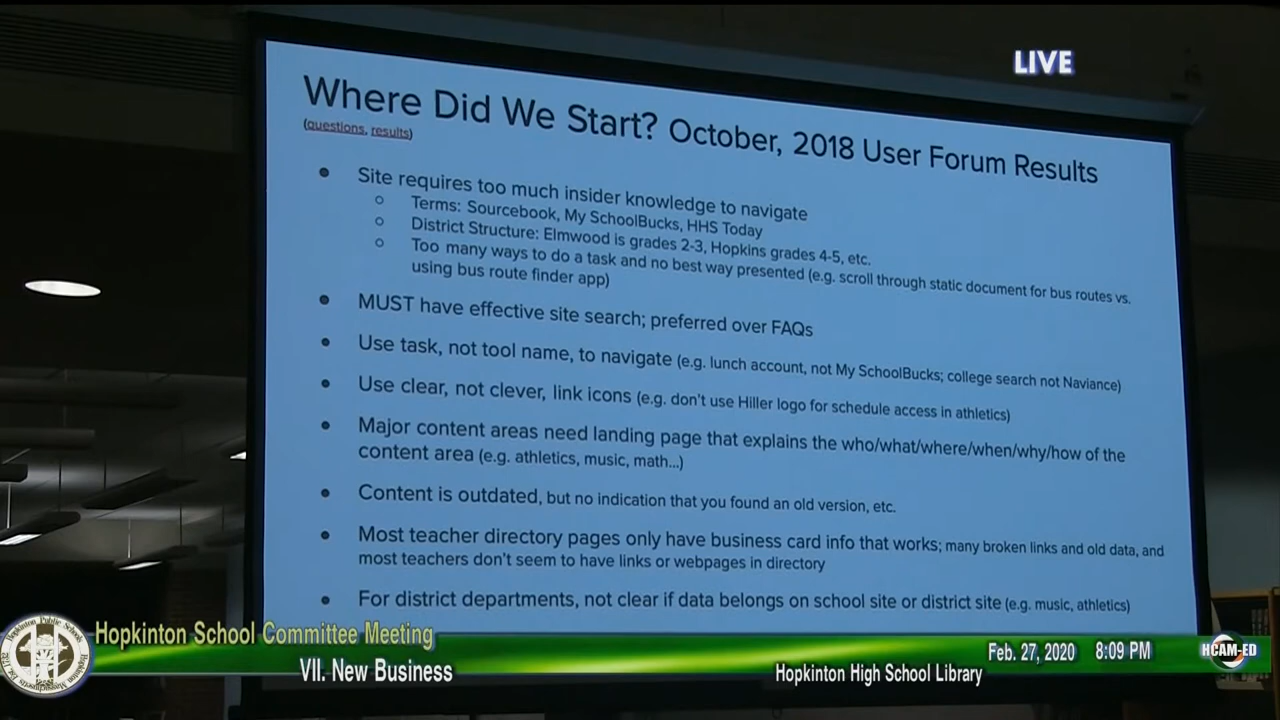 LIVE
Where Did We Start? October, 2018 User Forum Results
(questions, results)
• Site requires too much insider knowledge to navigate
○ Terms: Sourcebook, My SchoolBucks, HHS Today
○ District Structure: Elmwood is grades 2-3, Hopkins grades 4-5, etc.
○ Too many ways to do a task and no best way presented (e.g. scroll through static document for bus routes vs.
using bus route finder app)
• MUST have effective site search; preferred over FAQs
• Use task, not tool name, to navigate (e.g. lunch account, not My SchoolBucks; college search not Naviance)
• Use clear, not clever, link icons (e.g. don't use Hiller logo for schedule access in athletics)
• Major content areas need landing page that explains the who/what/where/when/why/how of the
content area (e.g. athletics, music, math...)
• Content is outdated, but no indication that you found an old version, etc.
• Most teacher directory pages only have business card info that works; many broken links and old data, and
most teachers don't seem to have links or webpages in directory
• For district departments, not clear if data belongs on school site or district site (e.g. music, athletics)
Hopkinton School Committee Meeting
VII. New Business
Hopkinton High School Library
Feb. 27, 2020 8:09 PM
HCAM-ED
Hopkinton Public Schools